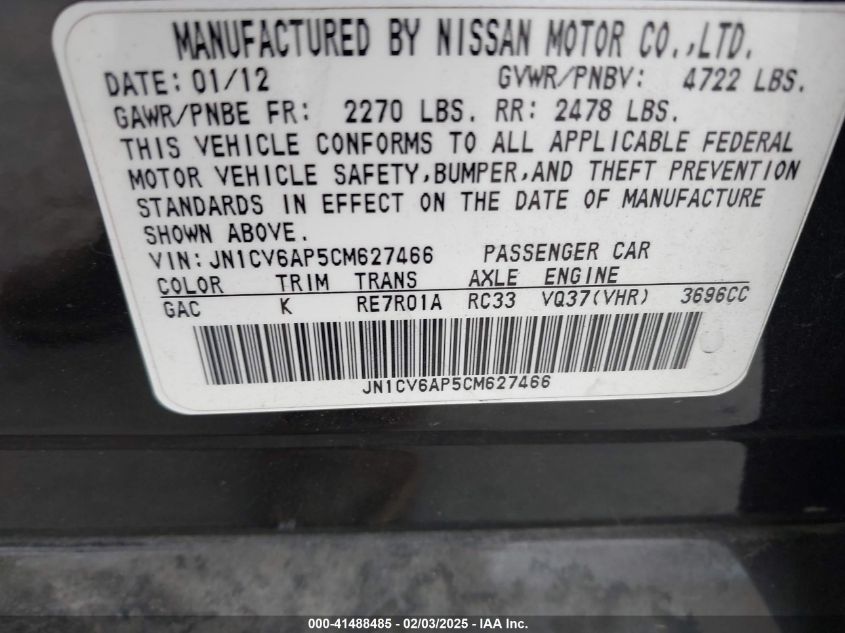 MANUFACTURED BY NISSAN MOTOR CO.,LTD.
DATE: 01/12 GVWR/PNBV: 4722 LBS.
GAWR/PNBE FR: 2270 LBS. RR: 2478 LBS.
THIS VEHICLE CONFORMS TO ALL APPLICABLE FEDERAL
MOTOR VEHICLE SAFETY,BUMPER,AND THEFT PREVENTION
STANDARDS IN EFFECT ON THE DATE OF MANUFACTURE
SHOWN ABOVE.
VIN: JN1CV6AP5CM627466 PASSENGER CAR
COLOR TRIM TRANS AXLE ENGINE
GAC K RE7R01A RC33 VQ37(VHR) 3696CC
JN1CV6AP5CM627466
000-41488485 - 02/03/2025 - IAA Inc.